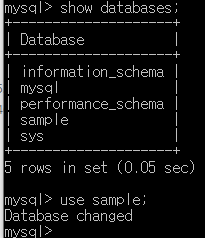 mysql> show databases;
+--------------------+
| Database           |
+--------------------+
| information_schema |
| mysql              |
| performance_schema |
| sample             |
| sys                |
+--------------------+
5 rows in set (0.05 sec)
mysql> use sample;
Database changed
mysql>